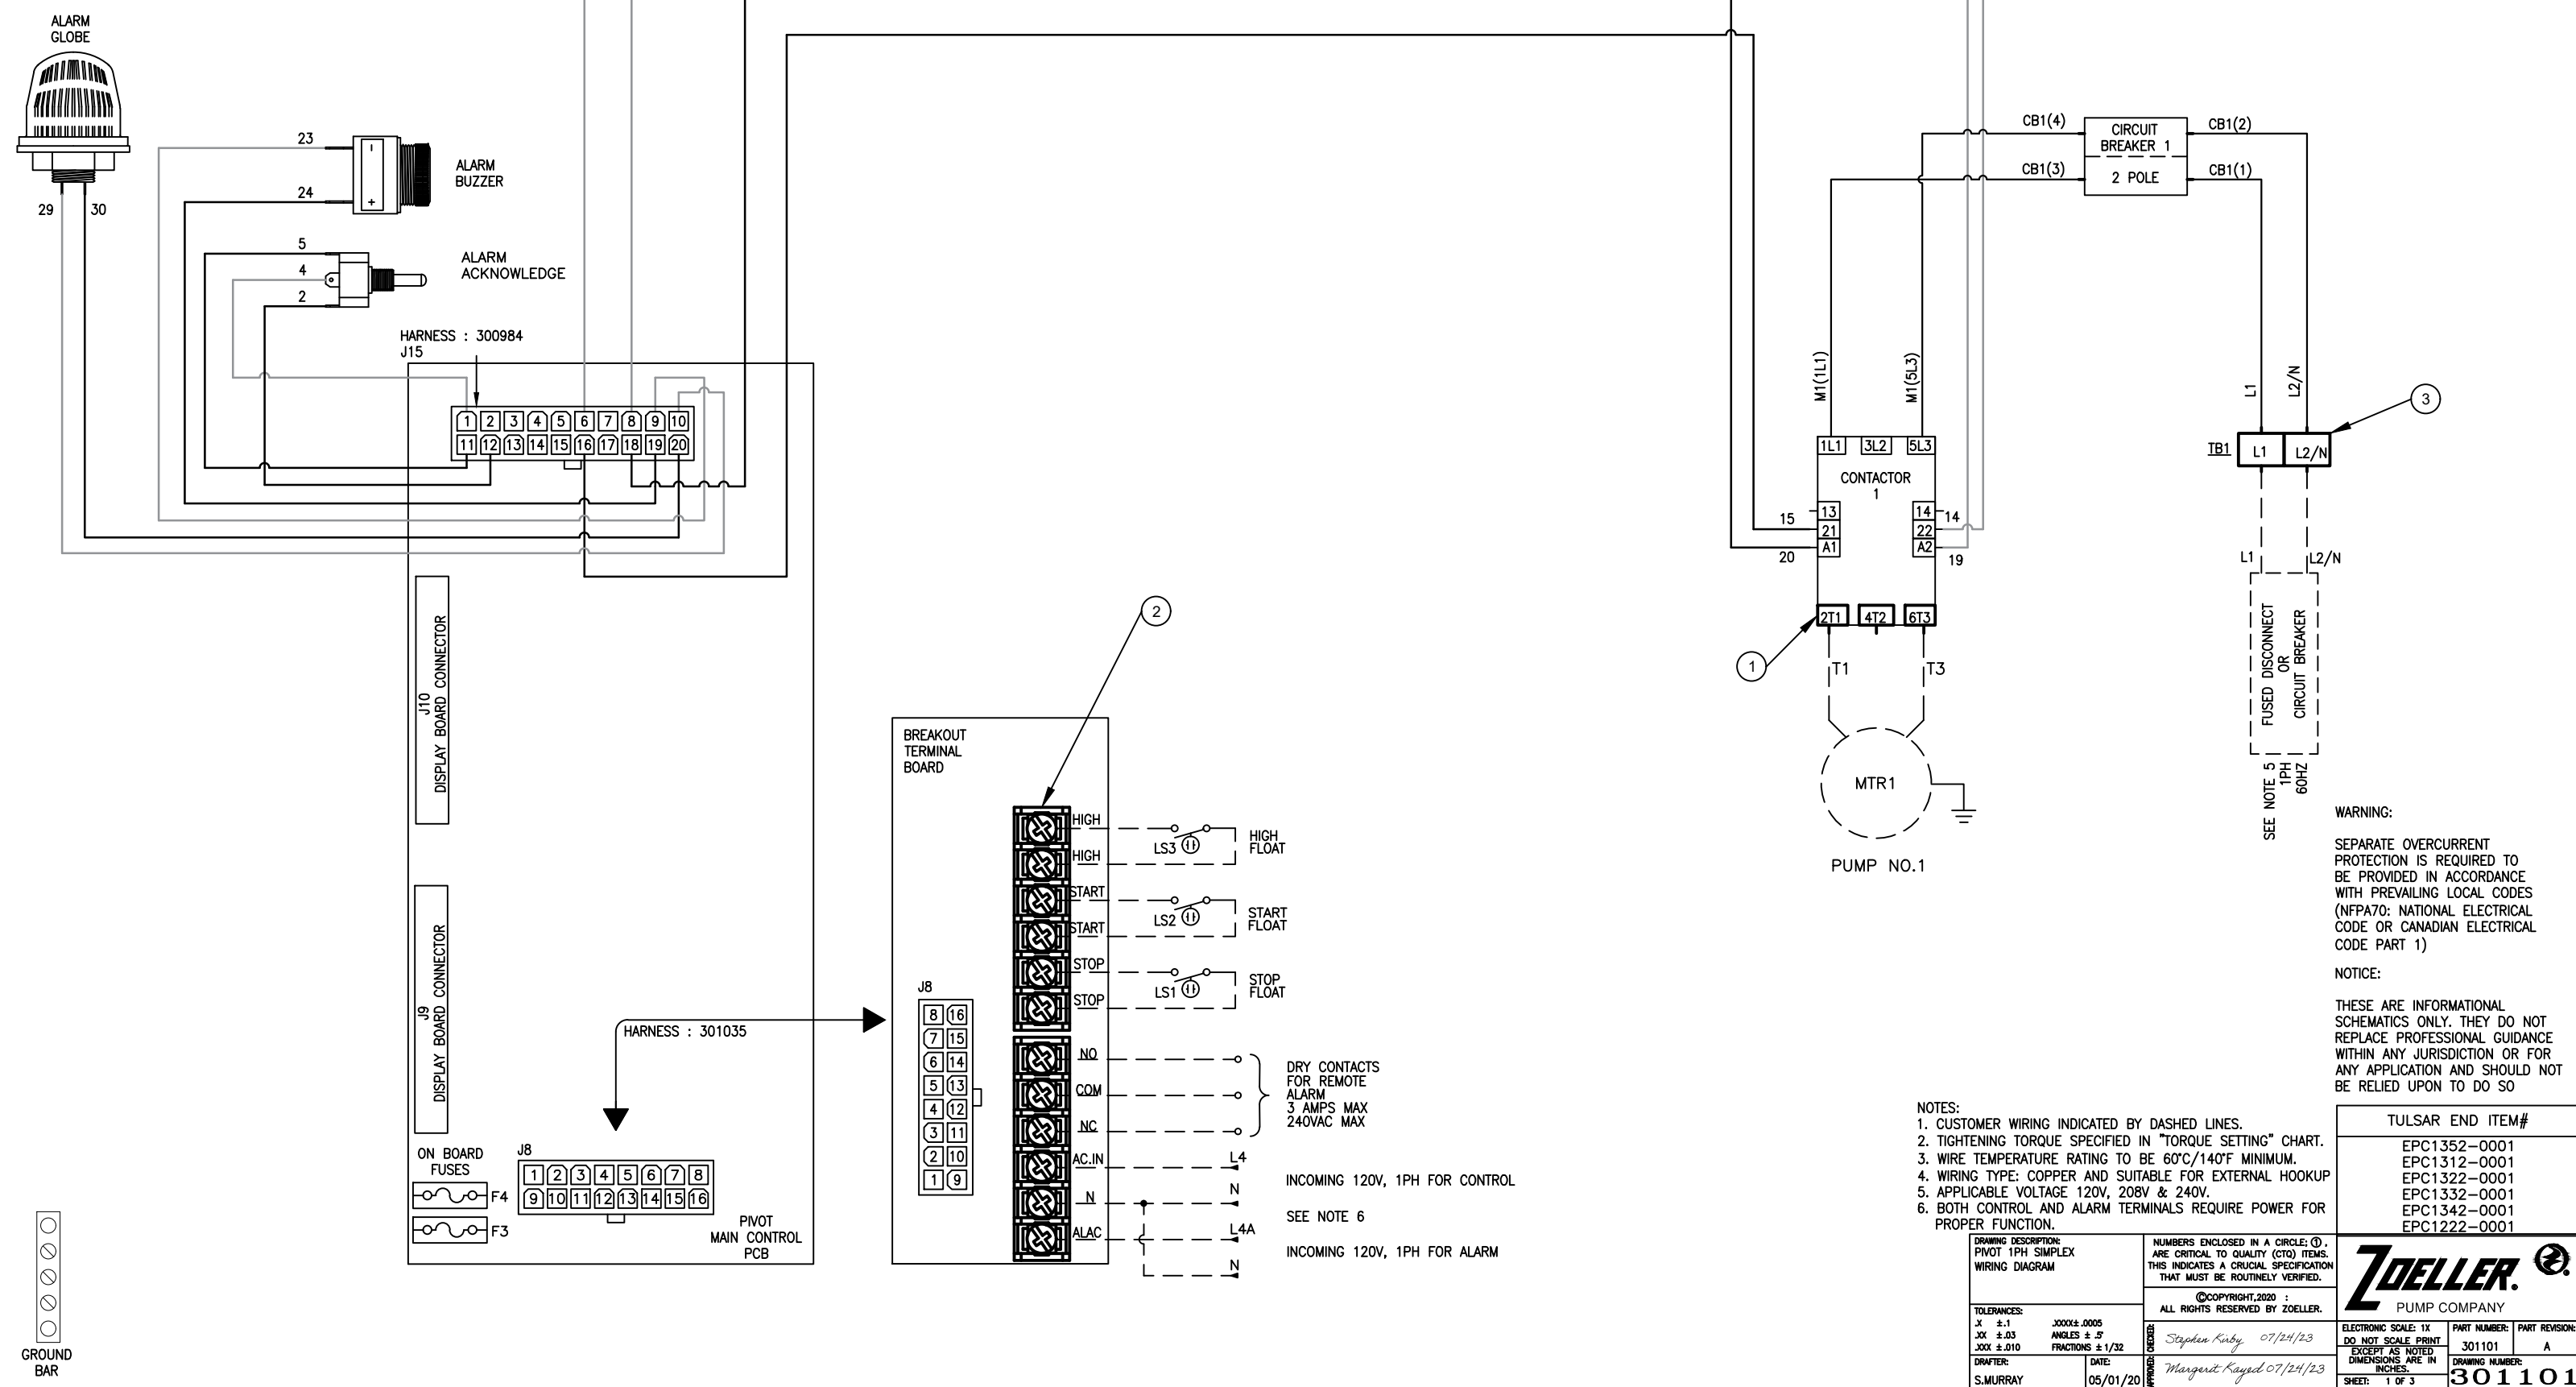 ALARM
GLOBE
29
30
23
24
-
+
ALARM
BUZZER
5
4
2
ALARM
ACKNOWLEDGE
HARNESS : 300984
J15
1 2 3 4 5 6 7 8 9 10
11 12 13 14 15 16 17 18 19 20
J10
DISPLAY BOARD CONNECTOR
J9
DISPLAY BOARD CONNECTOR
ON BOARD
FUSES
F4
F3
J8
1 2 3 4 5 6 7 8
9 10 11 12 13 14 15 16
PIVOT
MAIN CONTROL
PCB
HARNESS : 301035
GROUND
BAR
BREAKOUT
TERMINAL
BOARD
2
J8
8 16
7 15
6 14
5 13
4 12
3 11
2 10
1 9
HIGH
HIGH
START
START
STOP
STOP
NO
COM
NC
AC.IN
N
ALAC
LS3
HIGH
FLOAT
LS2
START
FLOAT
LS1
STOP
FLOAT
DRY CONTACTS
FOR REMOTE
ALARM
3 AMPS MAX
240VAC MAX
L4
INCOMING 120V, 1PH FOR CONTROL
N
SEE NOTE 6
L4A
INCOMING 120V, 1PH FOR ALARM
N
CB1(4)
CB1(3)
CIRCUIT
BREAKER 1
2 POLE
CB1(2)
CB1(1)
M1(1L1)
M1(5L3)
1L1 3L2 5L3
CONTACTOR
1
13 14
21 22
A1 A2
15
20
14
19
2T1 4T2 6T3
1
T1
T3
MTR1
PUMP NO.1
L1
L2/N
3
TB1
L1 L2/N
L1
L2/N
FUSED DISCONNECT
OR
CIRCUIT BREAKER
SEE NOTE 5
1PH
60HZ
WARNING:
SEPARATE OVERCURRENT
PROTECTION IS REQUIRED TO
BE PROVIDED IN ACCORDANCE
WITH PREVAILING LOCAL CODES
(NFPA70: NATIONAL ELECTRICAL
CODE OR CANADIAN ELECTRICAL
CODE PART 1)
NOTICE:
THESE ARE INFORMATIONAL
SCHEMATICS ONLY. THEY DO NOT
REPLACE PROFESSIONAL GUIDANCE
WITHIN ANY JURISDICTION OR FOR
ANY APPLICATION AND SHOULD NOT
BE RELIED UPON TO DO SO
NOTES:
1. CUSTOMER WIRING INDICATED BY DASHED LINES.
2. TIGHTENING TORQUE SPECIFIED IN "TORQUE SETTING" CHART.
3. WIRE TEMPERATURE RATING TO BE 60°C/140°F MINIMUM.
4. WIRING TYPE: COPPER AND SUITABLE FOR EXTERNAL HOOKUP
5. APPLICABLE VOLTAGE 120V, 208V & 240V.
6. BOTH CONTROL AND ALARM TERMINALS REQUIRE POWER FOR
PROPER FUNCTION.
TULSAR END ITEM#
EPC1352-0001
EPC1312-0001
EPC1322-0001
EPC1332-0001
EPC1342-0001
EPC1222-0001
DRAWING DESCRIPTION:
PIVOT 1PH SIMPLEX
WIRING DIAGRAM
NUMBERS ENCLOSED IN A CIRCLE; ①,
ARE CRITICAL TO QUALITY (CTQ) ITEMS.
THIS INDICATES A CRUCIAL SPECIFICATION
THAT MUST BE ROUTINELY VERIFIED.
©COPYRIGHT,2020 :
ALL RIGHTS RESERVED BY ZOELLER.
TOLERANCES:
.X ±.1 .XXXX±.0005
.XX ±.03 ANGLES ± .5°
.XXX ±.010 FRACTIONS ±1/32
DRAFTER:
S.MURRAY
DATE:
05/01/20
CHECKED:
Stephen Kirby 07/24/23
APPROVED:
Margaret Kayed 07/24/23
ZOELLER.
PUMP COMPANY
ELECTRONIC SCALE: 1X
DO NOT SCALE PRINT
EXCEPT AS NOTED
DIMENSIONS ARE IN
INCHES.
SHEET: 1 OF 3
PART NUMBER:
301101
PART REVISION:
A
DRAWING NUMBER:
301101